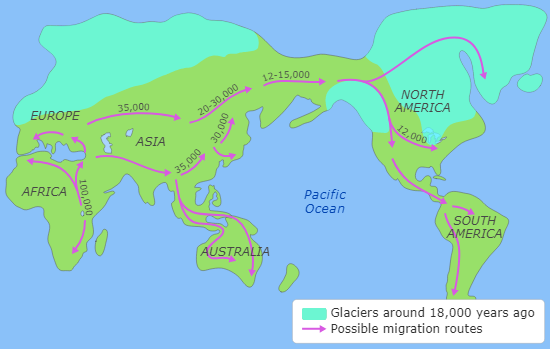 12-15,000
20-30,000
35,000
NORTH
AMERICA
EUROPE
30,000
12,000
ASIA
35,000
AFRICA
100,000
Pacific
Ocean
SOUTH
AMERICA
AUSTRALIA
Glaciers around 18,000 years ago
Possible migration routes